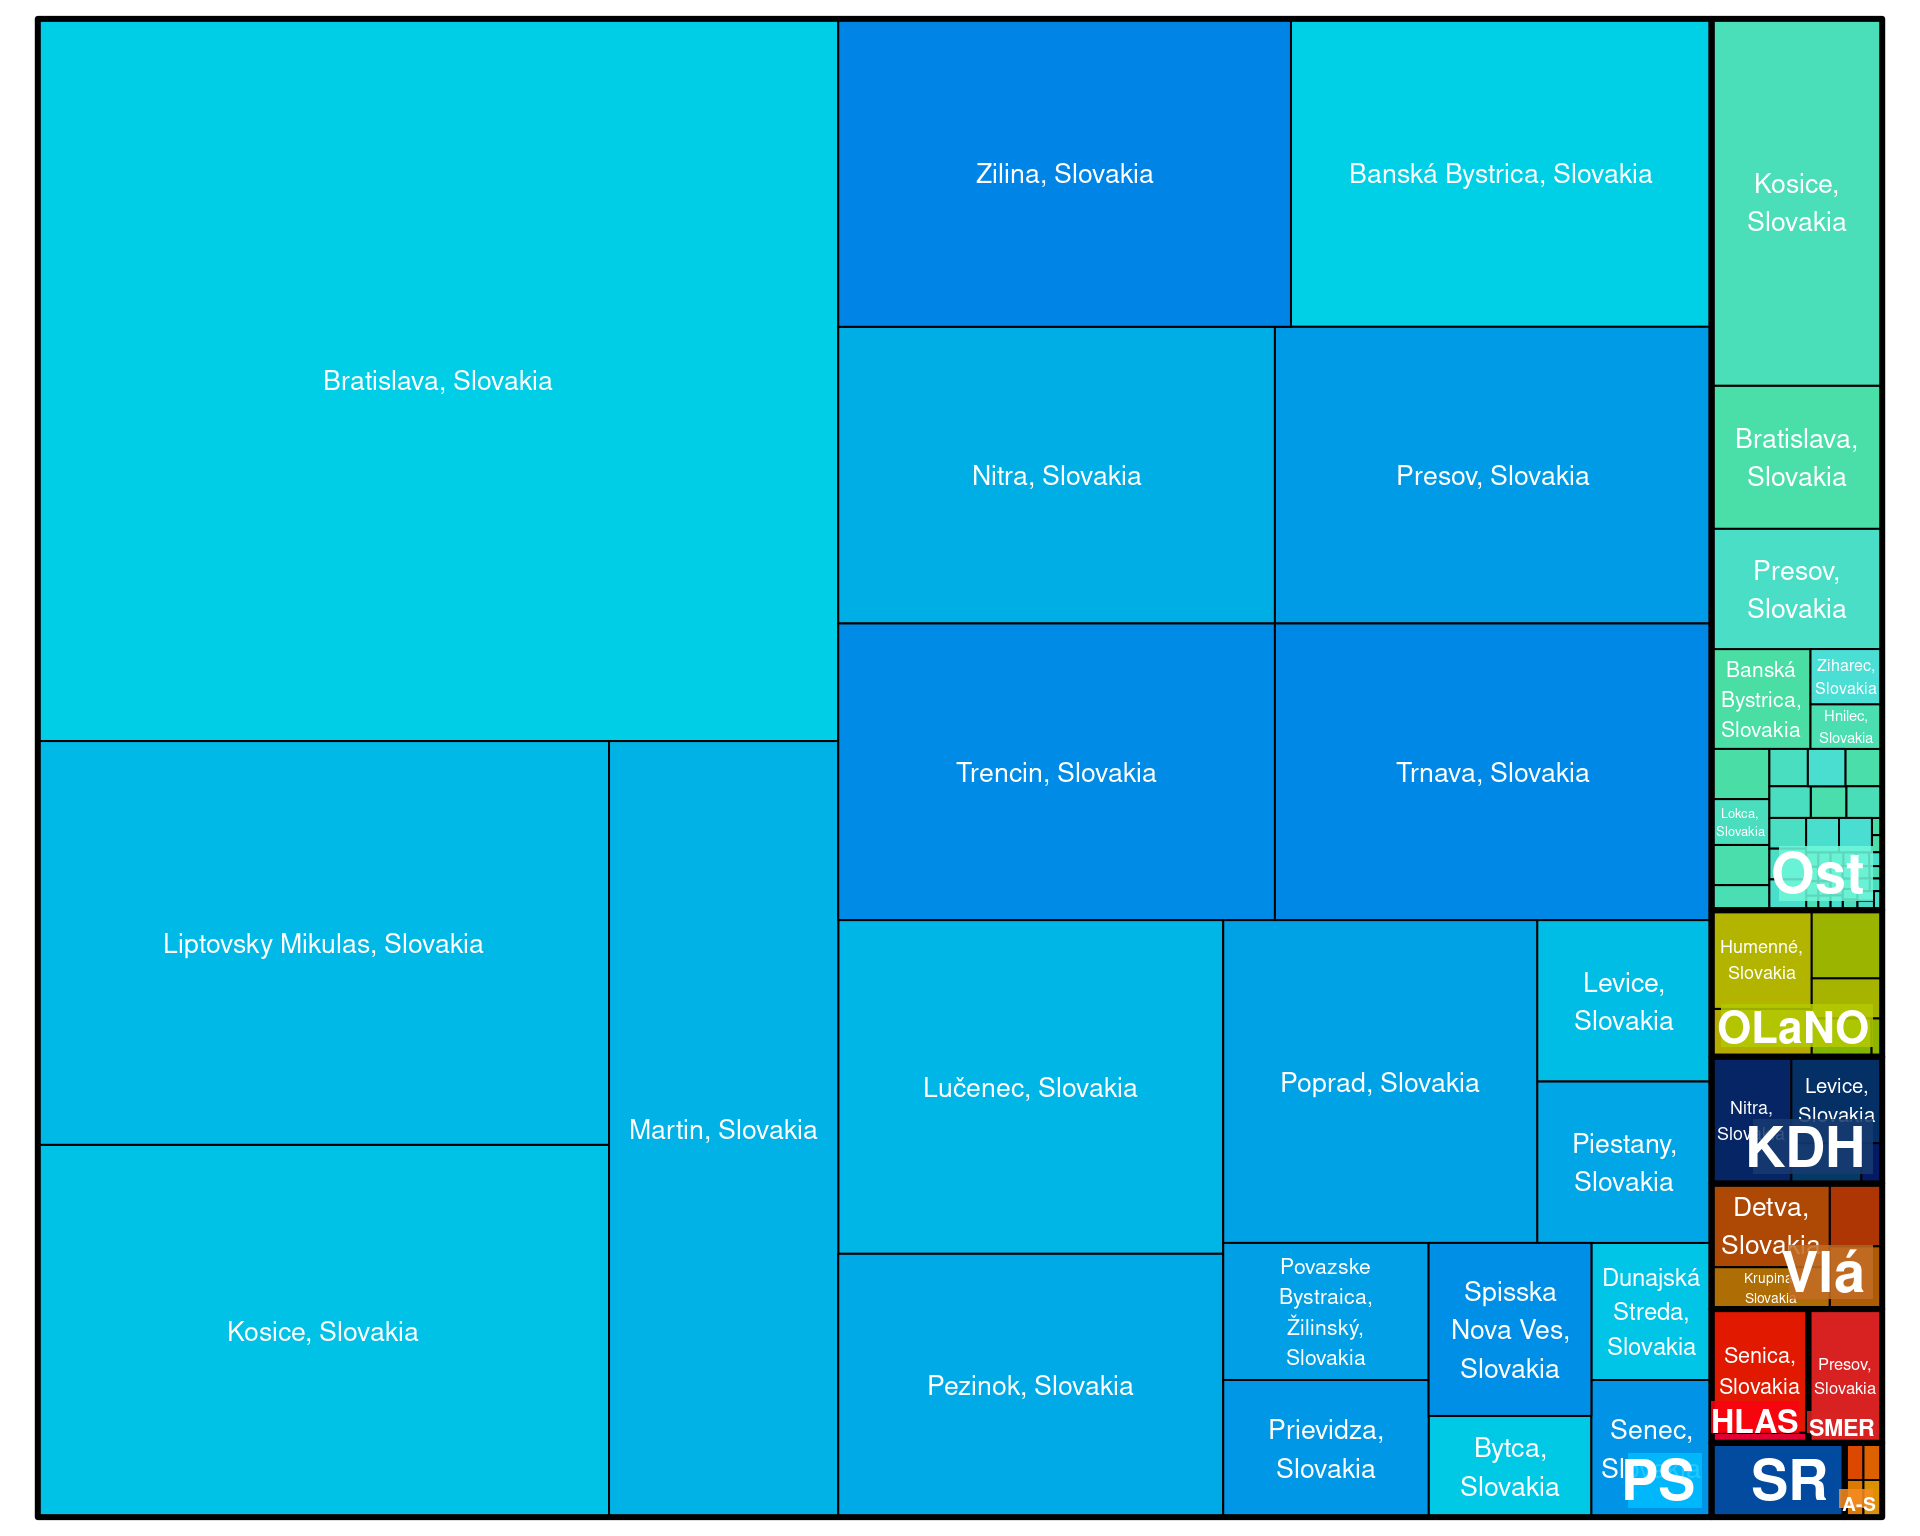 Bratislava, Slovakia
Zilina, Slovakia
Banská Bystrica, Slovakia
Nitra, Slovakia
Presov, Slovakia
Trencin, Slovakia
Trnava, Slovakia
Liptovsky Mikulas, Slovakia
Kosice, Slovakia
Martin, Slovakia
Lučenec, Slovakia
Pezinok, Slovakia
Poprad, Slovakia
Levice,
Slovakia
Piestany,
Slovakia
Povazske
Bystraica,
Žilinský,
Slovakia
Prievidza,
Slovakia
Spisska
Nova Ves,
Slovakia
Bytca,
Slovakia
Dunajská
Streda,
Slovakia
Senec,
Slovakia
PS
Kosice,
Slovakia
Bratislava,
Slovakia
Presov,
Slovakia
Banská
Bystrica,
Slovakia
Ziharec,
Slovakia
Hnilec,
Slovakia
Lokca,
Slovakia
Ost
Humenné,
Slovakia
OLaNO
Nitra,
Slovakia
Levice,
Slovakia
KDH
Detva,
Slovakia
Krupina,
Slovakia
Vlá
Senica,
Slovakia
HLAS
Presov,
Slovakia
SMER
SR
A-S